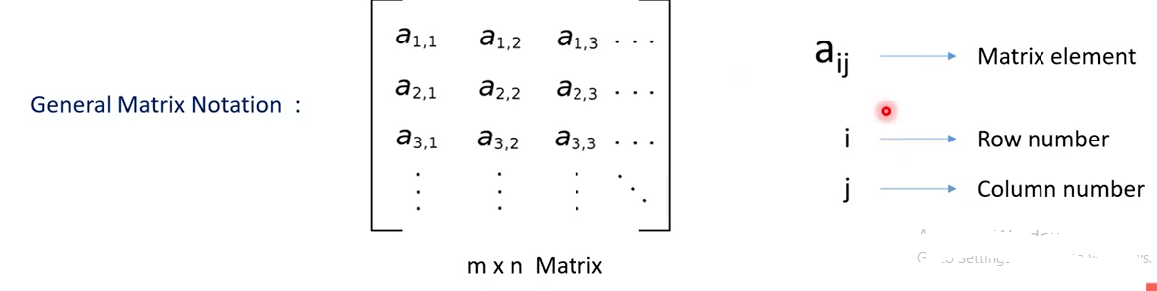 General Matrix Notation :
a1,1 a1,2 a1,3 . . .
a2,1 a2,2 a2,3 . . .
a3,1 a3,2 a3,3 . . .
m x n Matrix
aij Matrix element
i Row number
j Column number